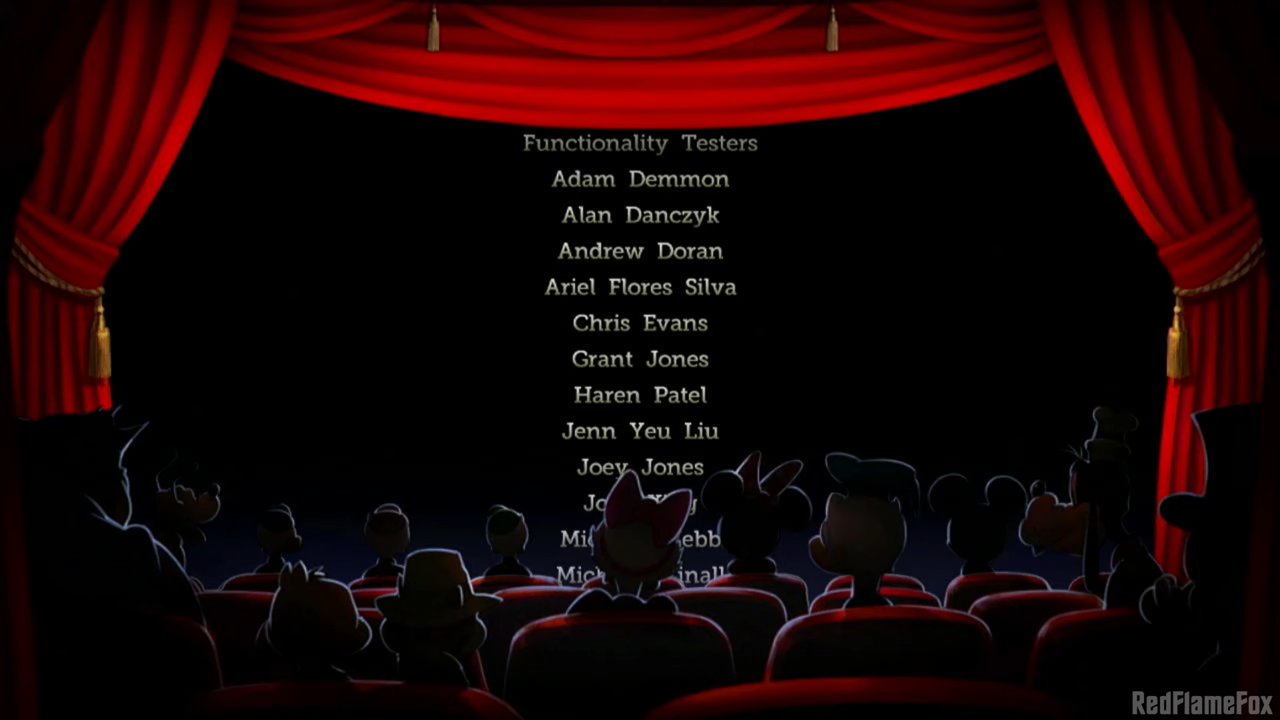 Functionality Testers
Adam Demmon
Alan Danczyk
Andrew Doran
Ariel Flores Silva
Chris Evans
Grant Jones
Haren Patel
Jenn Yeu Liu
Joey Jones
RedFlameFox